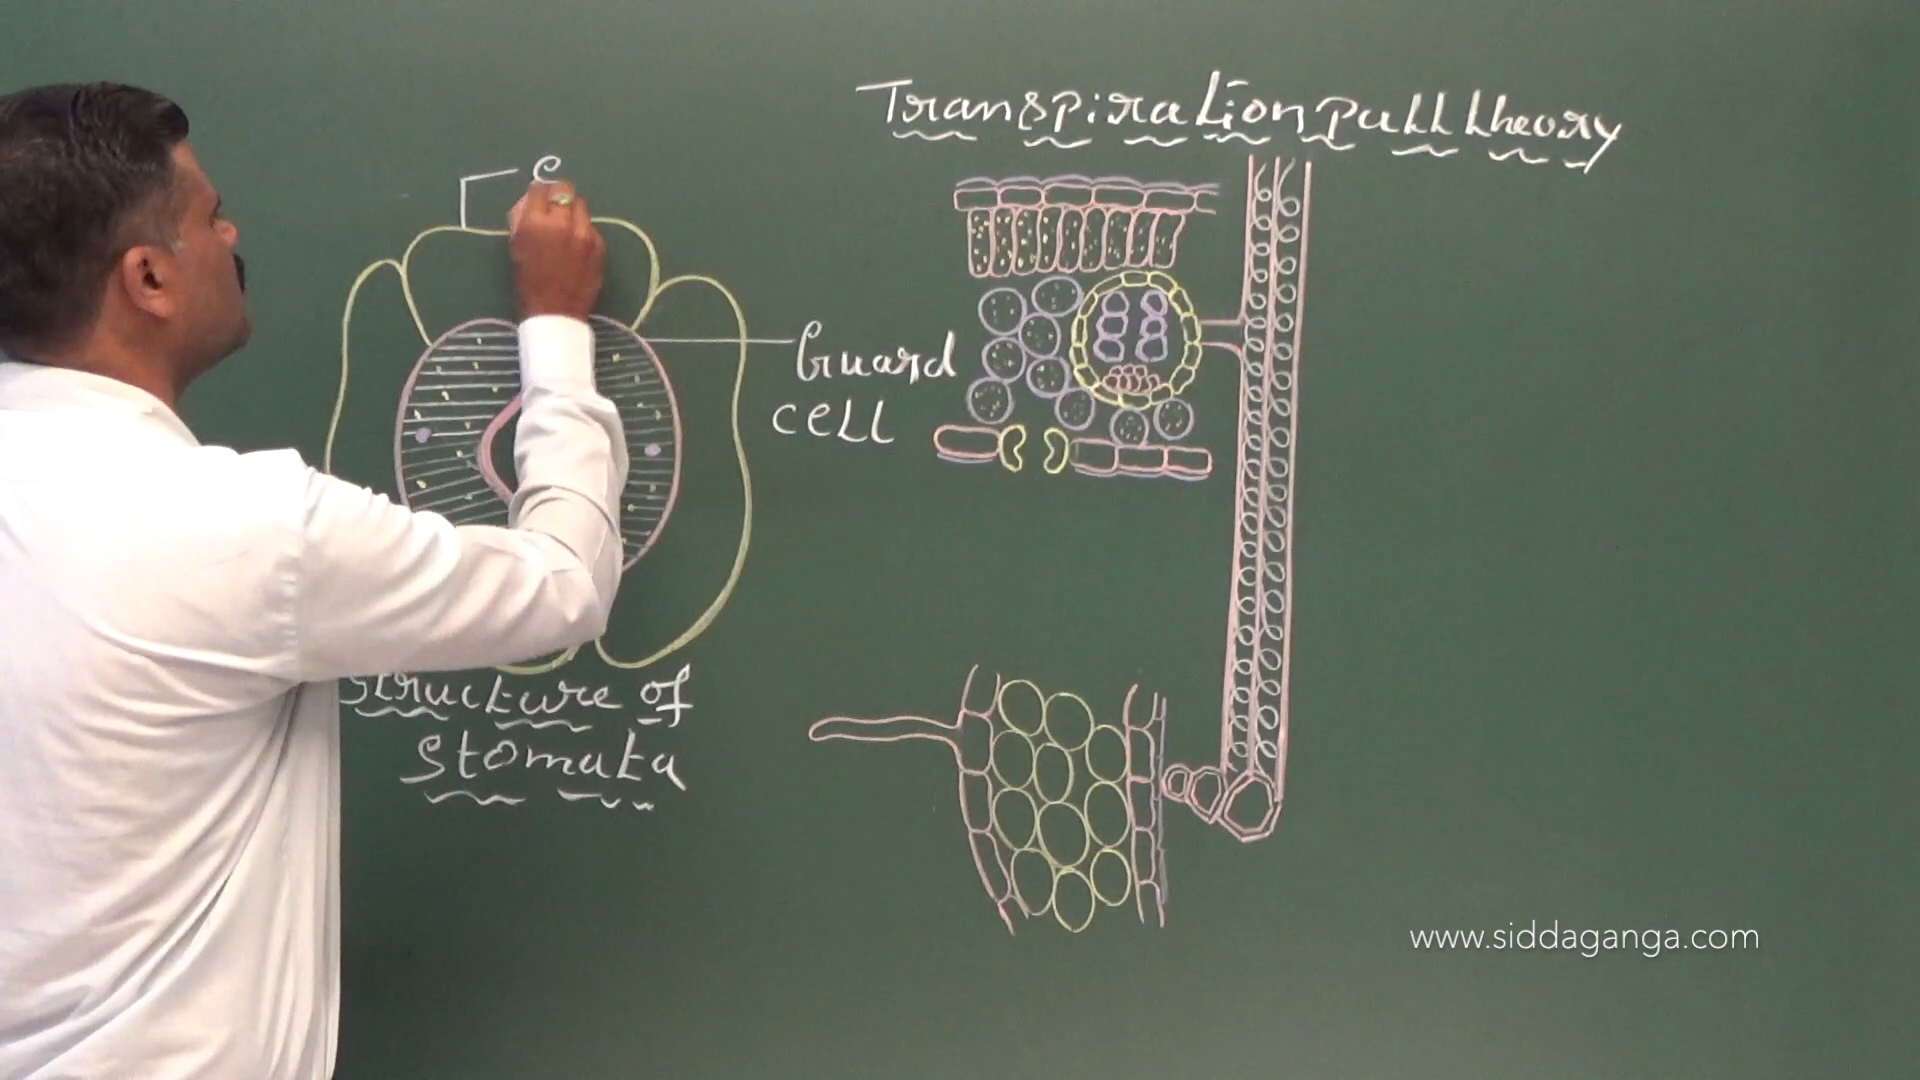 Transpiration pull theory
Guard
cell
Structure of
Stomata
www.siddaganga.com